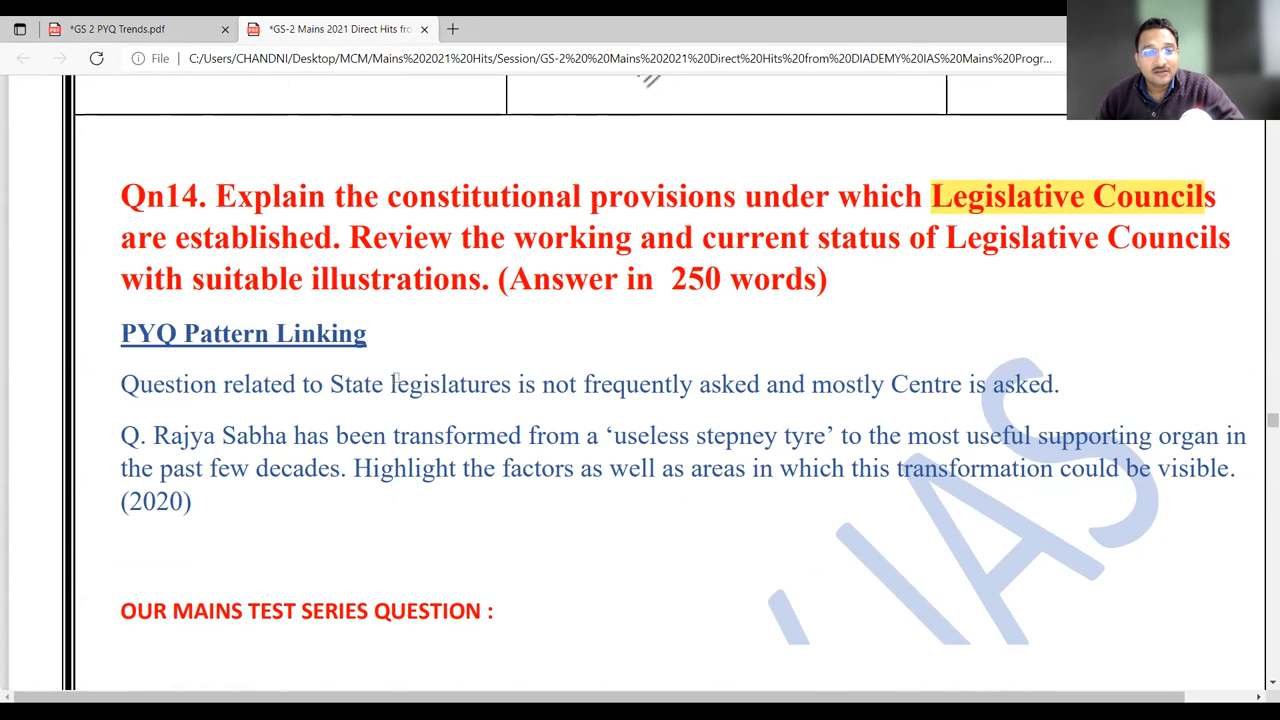 *GS 2 PYQ Trends.pdf
*GS-2 Mains 2021 Direct Hits fro
File
C:/Users/CHANDNI/Desktop/MCM/Mains%202021%20Hits/Session/GS-2%20%20Mains%2021%20Direct%20Hits%20from%20DIADEMY%20IAS%20Mains%20Progr...
Qn14. Explain the constitutional provisions under which Legislative Councils
are established. Review the working and current status of Legislative Councils
with suitable illustrations. (Answer in 250 words)
PYQ Pattern Linking
Question related to State legislatures is not frequently asked and mostly Centre is asked.
Q. Rajya Sabha has been transformed from a ‘useless stepney tyre’ to the most useful supporting organ in
the past few decades. Highlight the factors as well as areas in which this transformation could be visible.
(2020)
IAS
OUR MAINS TEST SERIES QUESTION :